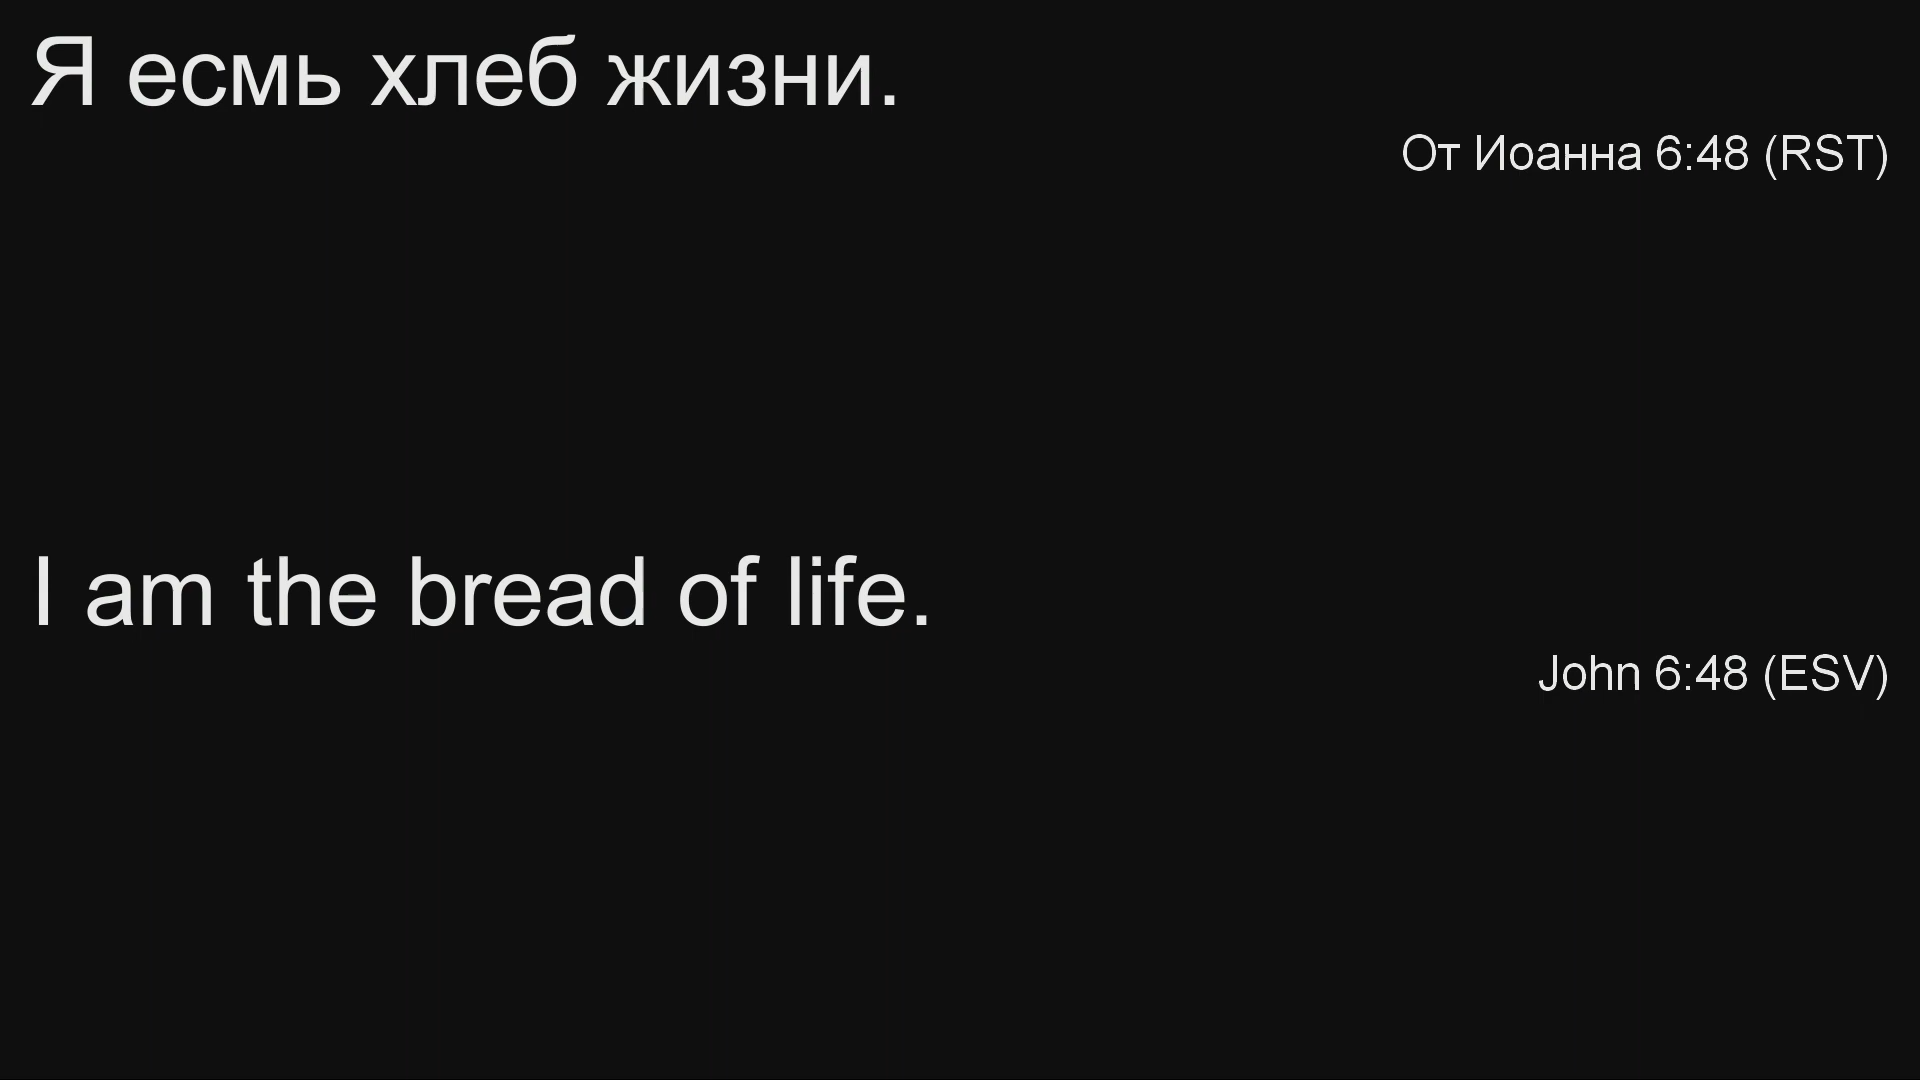 Я есмь хлеб жизни.
От Иоанна 6:48 (RST)
I am the bread of life.
John 6:48 (ESV)